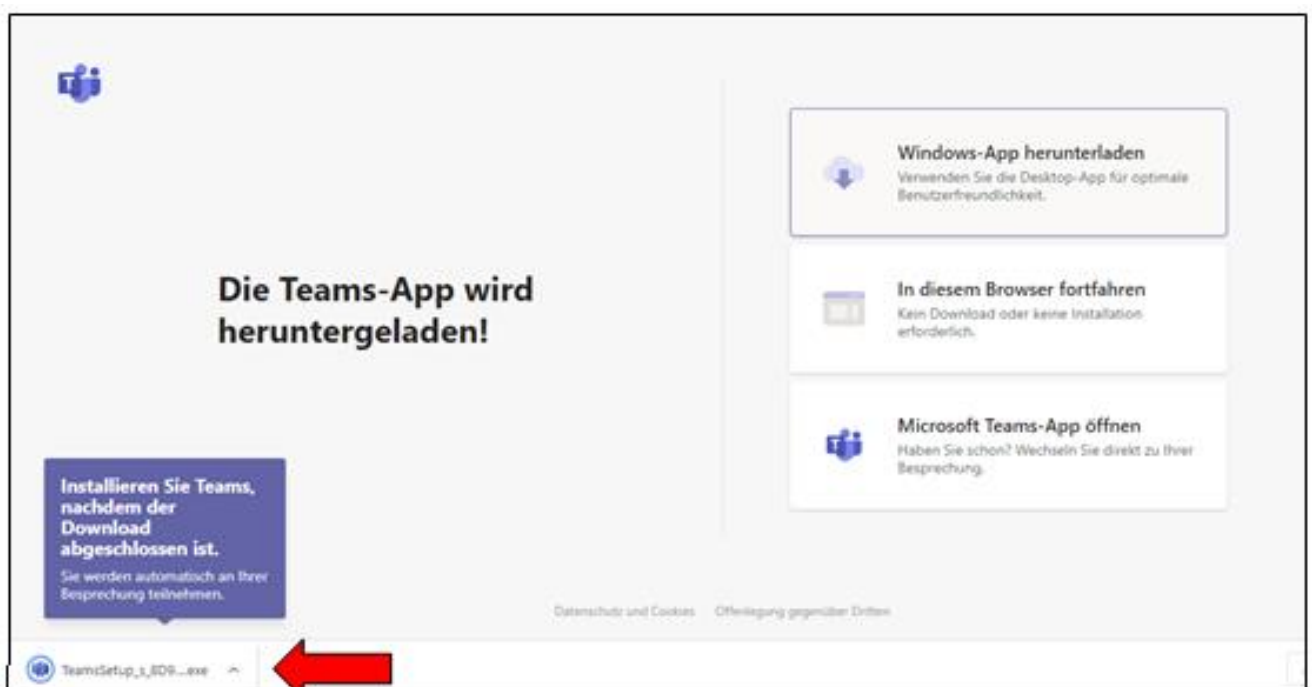 Die Teams-App wird
heruntergeladen!
Windows-App herunterladen
Verwenden Sie die Desktop-App für optimale
Benutzerfreundlichkeit.
In diesem Browser fortfahren
Kein Download oder keine Installation
erforderlich.
Microsoft Teams-App öffnen
Haben Sie schon? Wechseln Sie direkt zu Ihrer
Besprechung.
Installieren Sie Teams,
nachdem der
Download
abgeschlossen ist.
Sie werden automatisch an Ihrer
Besprechung teilnehmen.
Datenschutz und Cookies Offenlegung gegenüber Dritten
TeamsSetup_s_8D9....exe